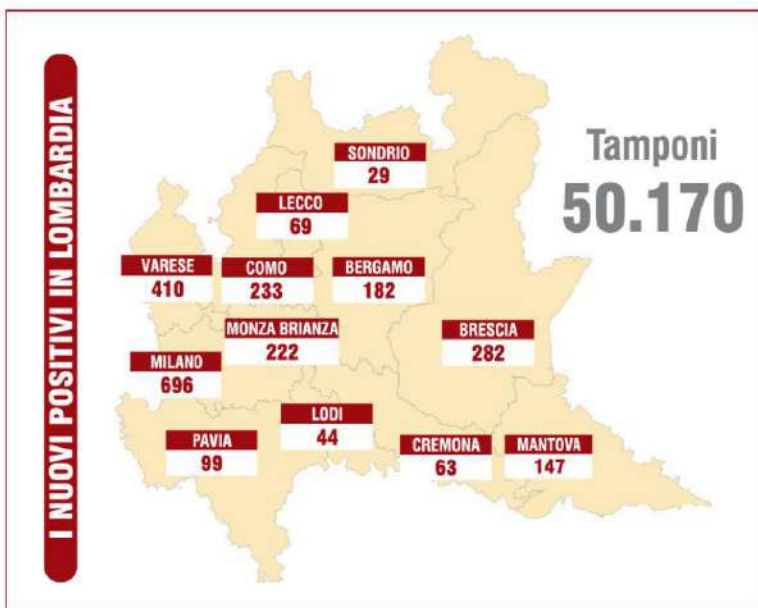 I NUOVI POSITIVI IN LOMBARDIA
Tamponi
50.170
SONDRIO
29
LECCO
69
VARESE
410
COMO
233
BERGAMO
182
MONZA BRIANZA
222
BRESCIA
282
MILANO
696
LODI
44
PAVIA
99
CREMONA
63
MANTOVA
147